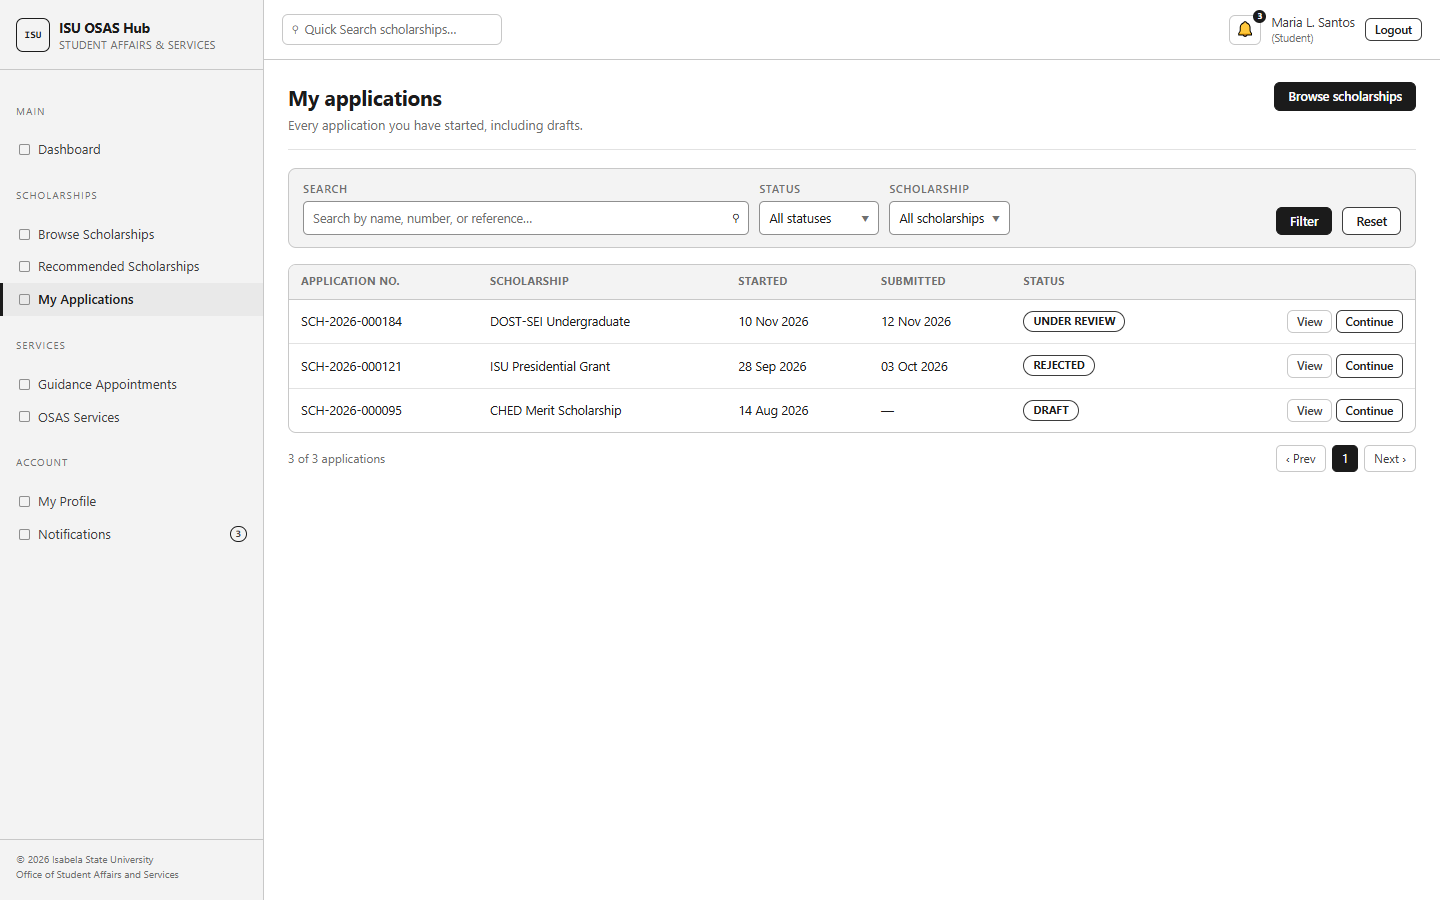 ISU
ISU OSAS Hub
STUDENT AFFAIRS & SERVICES
MAIN
Dashboard
SCHOLARSHIPS
Browse Scholarships
Recommended Scholarships
My Applications
SERVICES
Guidance Appointments
OSAS Services
ACCOUNT
My Profile
Notifications 3
© 2026 Isabela State University
Office of Student Affairs and Services
Quick Search scholarships...
3
Maria L. Santos
(Student)
Logout
My applications
Every application you have started, including drafts.
Browse scholarships
SEARCH STATUS SCHOLARSHIP
Search by name, number, or reference... All statuses All scholarships Filter Reset
APPLICATION NO. SCHOLARSHIP STARTED SUBMITTED STATUS
SCH-2026-000184 DOST-SEI Undergraduate 10 Nov 2026 12 Nov 2026 UNDER REVIEW View Continue
SCH-2026-000121 ISU Presidential Grant 28 Sep 2026 03 Oct 2026 REJECTED View Continue
SCH-2026-000095 CHED Merit Scholarship 14 Aug 2026 — DRAFT View Continue
3 of 3 applications ‹ Prev 1 Next ›